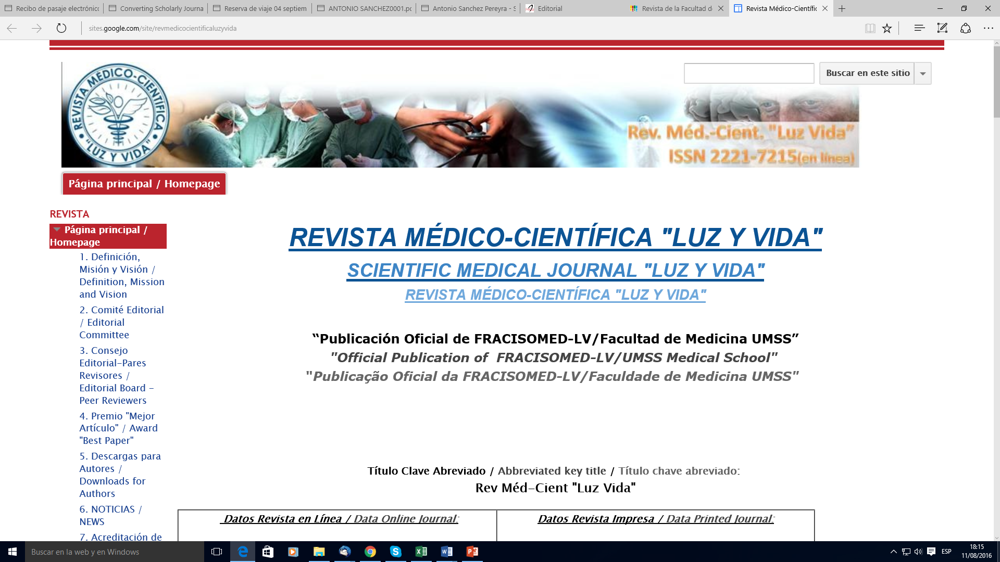 Recibo de pasaje electrónico
Converting Scholarly Journa
Reserva de viaje 04 septiem
ANTONIO SANCHEZ0001.pd
Antonio Sanchez Pereyra - S
Editorial
Revista de la Facultad d
Revista Médico-Científic
sites.google.com/site/revmedicocientificaluzyvida
REVISTA MÉDICO-CIENTÍFICA
"LUZ Y VIDA"
Buscar en este sitio
Rev. Méd.-Cient. "Luz Vida”
ISSN 2221-7215(en línea)
Página principal / Homepage
REVISTA
Página principal /
Homepage
1. Definición,
Misión y Visión /
Definition, Mission
and Vision
2. Comité Editorial
/ Editorial
Committee
3. Consejo
Editorial-Pares
Revisores /
Editorial Board -
Peer Reviewers
4. Premio "Mejor
Artículo" / Award
"Best Paper"
5. Descargas para
Autores /
Downloads for
Authors
6. NOTICIAS /
NEWS
7. Acreditación de
REVISTA MÉDICO-CIENTÍFICA "LUZ Y VIDA"
SCIENTIFIC MEDICAL JOURNAL "LUZ Y VIDA"
REVISTA MÉDICO-CIENTÍFICA "LUZ Y VIDA"
“Publicación Oficial de FRACISOMED-LV/Facultad de Medicina UMSS”
"Official Publication of FRACISOMED-LV/UMSS Medical School"
"Publicação Oficial da FRACISOMED-LV/Faculdade de Medicina UMSS"
Título Clave Abreviado / Abbreviated key title / Título chave abreviado:
Rev Méd-Cient "Luz Vida"
Datos Revista en Línea / Data Online Journal:
Datos Revista Impresa / Data Printed Journal:
Buscar en la web y en Windows
ESP
18:15
11/08/2016